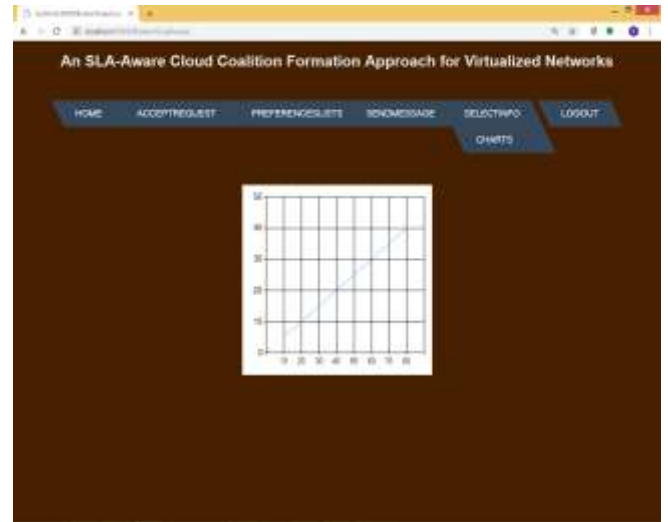 An SLA-Aware Cloud Coalition Formation Approach for Virtualized Networks
HOME ACCEPTREQUEST PREFERENCESLISTS SENDMESSAGE SELECTINFO LOGOUT
CHARTS
50
40
30
20
10
0
10 20 30 40 50 60 70 80